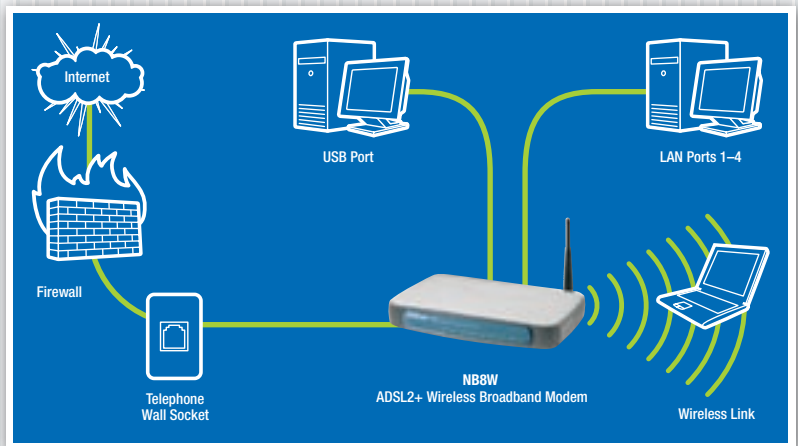 Internet
USB Port
LAN Ports 1–4
Firewall
Telephone
Wall Socket
NB8W
ADSL2+ Wireless Broadband Modem
Wireless Link